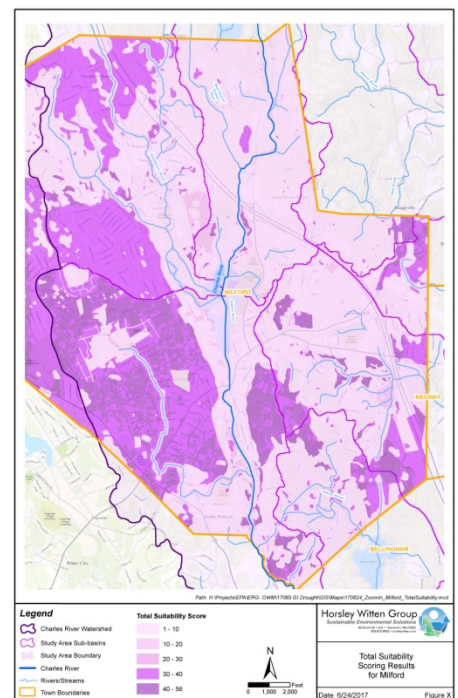 MILFORD
MEDWAY
BELLINGHAM
Path: H:\Projects\EPA\ERG- OWM\17065 GI Drought\GIS\Maps\170624_ZoomIn_Milford_TotalSuitability.mxd
Legend
Charles River Watershed
Study Area Sub-basins
Study Area Boundary
Charles River
Rivers/Streams
Town Boundaries
Total Suitability Score
1 - 10
10 - 20
20 - 30
30 - 40
40 - 56
N
Feet
0 1,000 2,000
Horsley Witten Group
Sustainable Environmental Solutions
Total Suitability
Scoring Results
for Milford
Date: 6/24/2017 Figure X